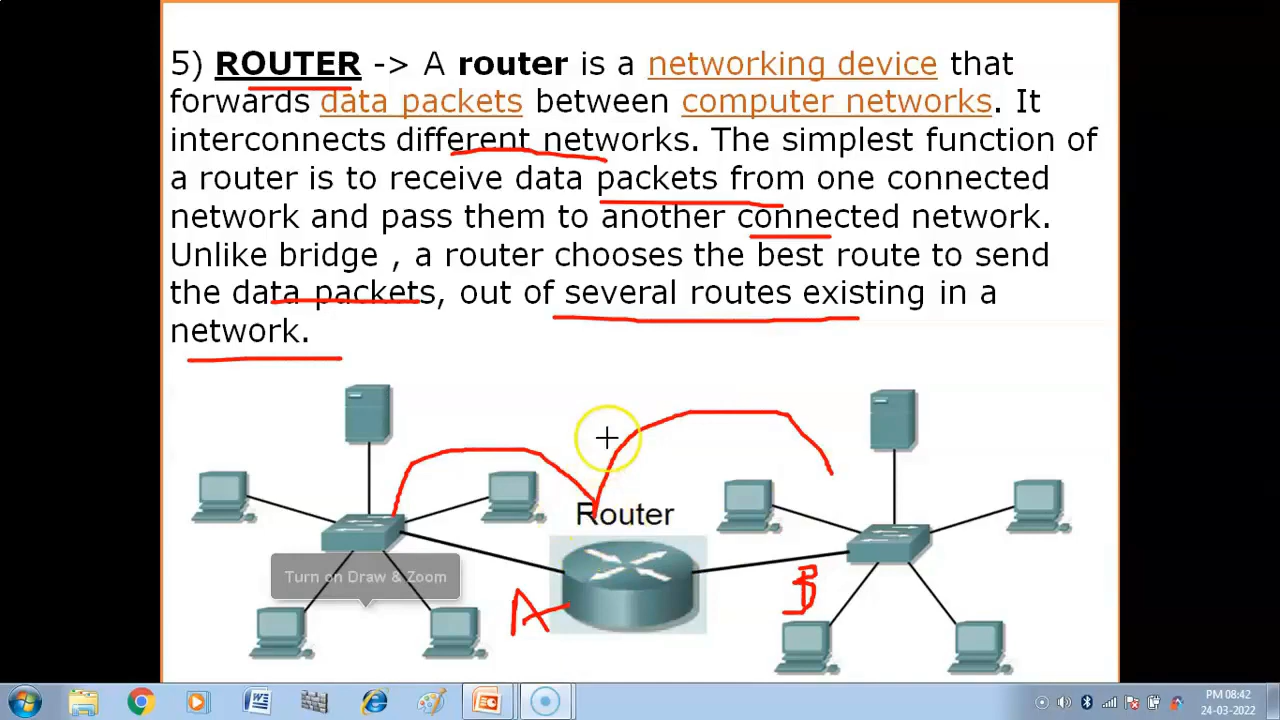 5) ROUTER -> A router is a networking device that
forwards data packets between computer networks. It
interconnects different networks. The simplest function of
a router is to receive data packets from one connected
network and pass them to another connected network.
Unlike bridge , a router chooses the best route to send
the data packets, out of several routes existing in a
network.
Router
Turn on Draw & Zoom
A
B
PM 08:42
24-03-2022